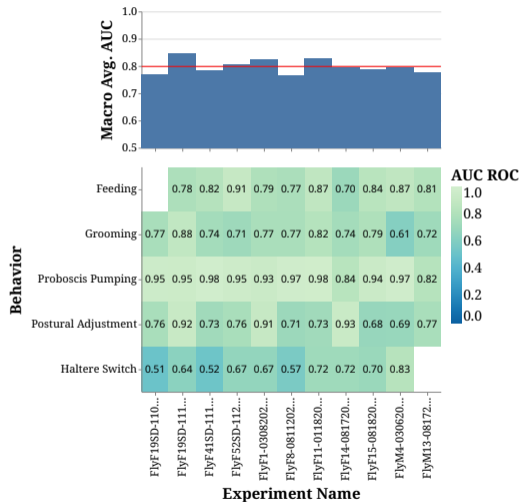 Macro Avg. AUC
1.0
0.9
0.8
0.7
0.6
0.5
Behavior
Feeding 0.78 0.82 0.91 0.79 0.77 0.87 0.70 0.84 0.87 0.81
Grooming 0.77 0.88 0.74 0.71 0.77 0.77 0.82 0.74 0.79 0.61 0.72
Proboscis Pumping 0.95 0.95 0.98 0.95 0.93 0.97 0.98 0.84 0.94 0.97 0.82
Postural Adjustment 0.76 0.92 0.73 0.76 0.91 0.71 0.73 0.93 0.68 0.69 0.77
Haltere Switch 0.51 0.64 0.52 0.67 0.67 0.57 0.72 0.72 0.70 0.83
FlyF19SD-110...
FlyF19SD-111...
FlyF41SD-111...
FlyF52SD-112...
FlyF1-0308202...
FlyF8-0811202...
FlyF11-011820...
FlyF14-081720...
FlyF15-081820...
FlyM4-030620...
FlyM13-08172...
Experiment Name
AUC ROC
1.0
0.8
0.6
0.4
0.2
0.0